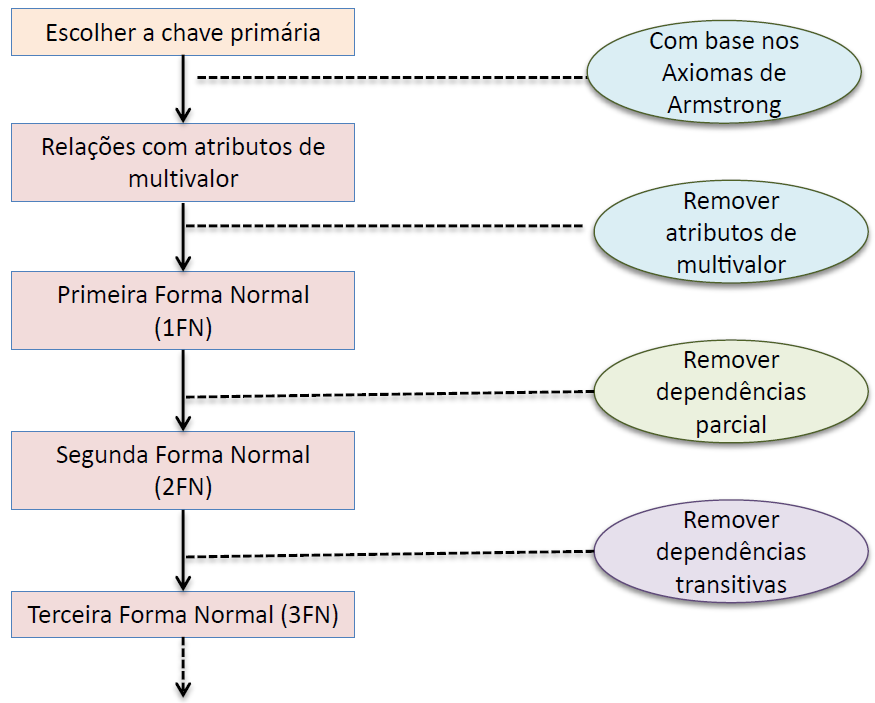 Escolher a chave primária
Com base nos
Axiomas de
Armstrong
Relações com atributos de
multivalor
Remover
atributos de
multivalor
Primeira Forma Normal
(1FN)
Remover
dependências
parcial
Segunda Forma Normal
(2FN)
Remover
dependências
transitivas
Terceira Forma Normal (3FN)